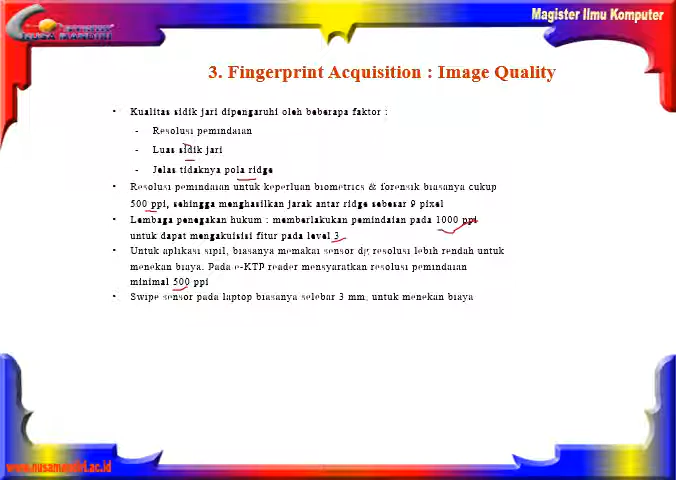 NUSA MANDIRI
Magister Ilmu Komputer
3. Fingerprint Acquisition : Image Quality
• Kualitas sidik jari dipengaruhi oleh beberapa faktor :
- Resolusi pemindaian
- Luas sidik jari
- Jelas tidaknya pola ridge
• Resolusi pemindaian untuk keperluan biometrics & forensik biasanya cukup
500 ppi, sehingga menghasilkan jarak antar ridge sebesar 9 pixel
• Lembaga penegakan hukum : memberlakukan pemindaian pada 1000 ppi
untuk dapat mengakuisisi fitur pada level 3
• Untuk aplikasi sipil, biasanya memakai sensor dg resolusi lebih rendah untuk
menekan biaya. Pada e-KTP reader mensyaratkan resolusi pemindaian
minimal 500 ppi
• Swipe sensor pada laptop biasanya selebar 3 mm, untuk menekan biaya
www.nusamandiri.ac.id